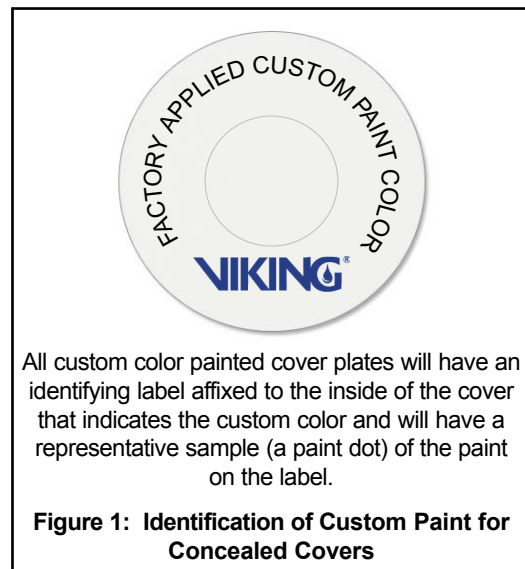 FACTORY APPLIED CUSTOM PAINT COLOR
VIKING®
All custom color painted cover plates will have an
identifying label affixed to the inside of the cover
that indicates the custom color and will have a
representative sample (a paint dot) of the paint
on the label.
Figure 1: Identification of Custom Paint for
Concealed Covers